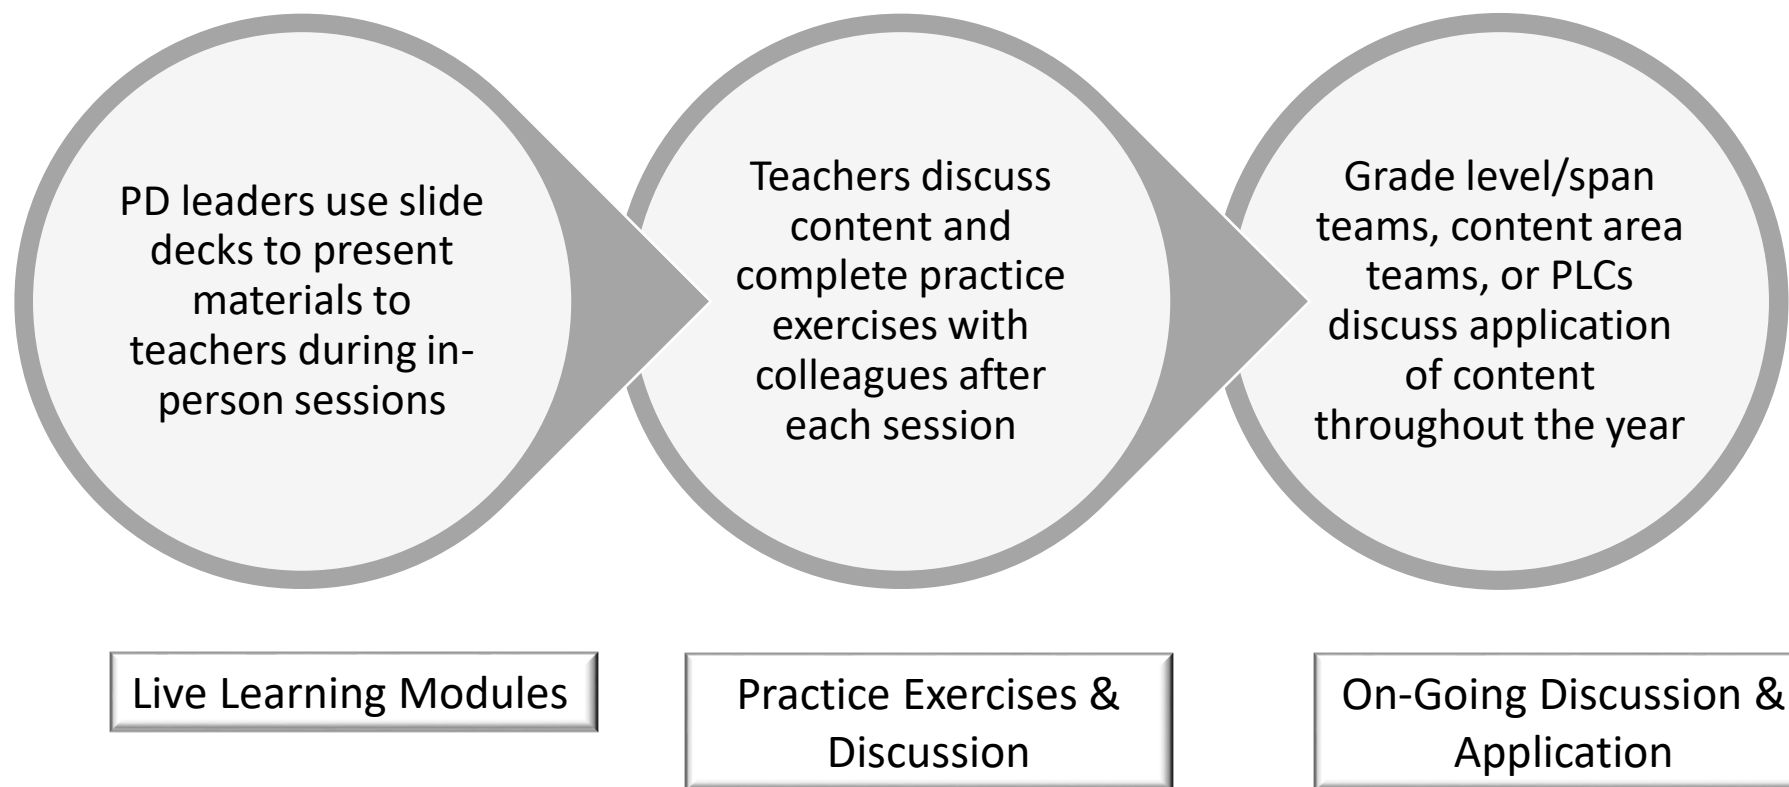 PD leaders use slide
decks to present
materials to
teachers during in-
person sessions
Teachers discuss
content and
complete practice
exercises with
colleagues after
each session
Grade level/span
teams, content area
teams, or PLCs
discuss application
of content
throughout the year
Live Learning Modules
Practice Exercises &
Discussion
On-Going Discussion &
Application